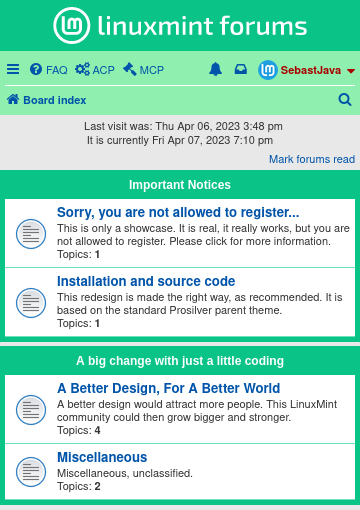 linuxmint forums
FAQ ACP MCP SebastJava
Board index
Last visit was: Thu Apr 06, 2023 3:48 pm
It is currently Fri Apr 07, 2023 7:10 pm
Mark forums read
Important Notices
Sorry, you are not allowed to register...
This is only a showcase. It is real, it really works, but you are
not allowed to register. Please click for more information.
Topics: 1
Installation and source code
This redesign is made the right way, as recommended. It is
based on the standard Prosilver parent theme.
Topics: 1
A big change with just a little coding
A Better Design, For A Better World
A better design would attract more people. This LinuxMint
community could then grow bigger and stronger.
Topics: 4
Miscellaneous
Miscellaneous, unclassified.
Topics: 2